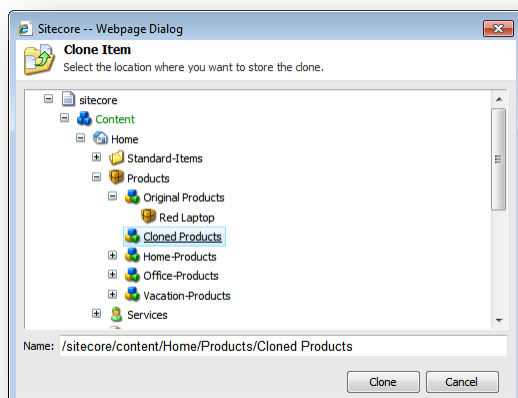 Sitecore -- Webpage Dialog
Clone Item
Select the location where you want to store the clone.
sitecore
Content
Home
Standard-Items
Products
Original Products
Red Laptop
Cloned Products
Home-Products
Office-Products
Vacation-Products
Services
Name: /sitecore/content/Home/Products/Cloned Products
Clone Cancel